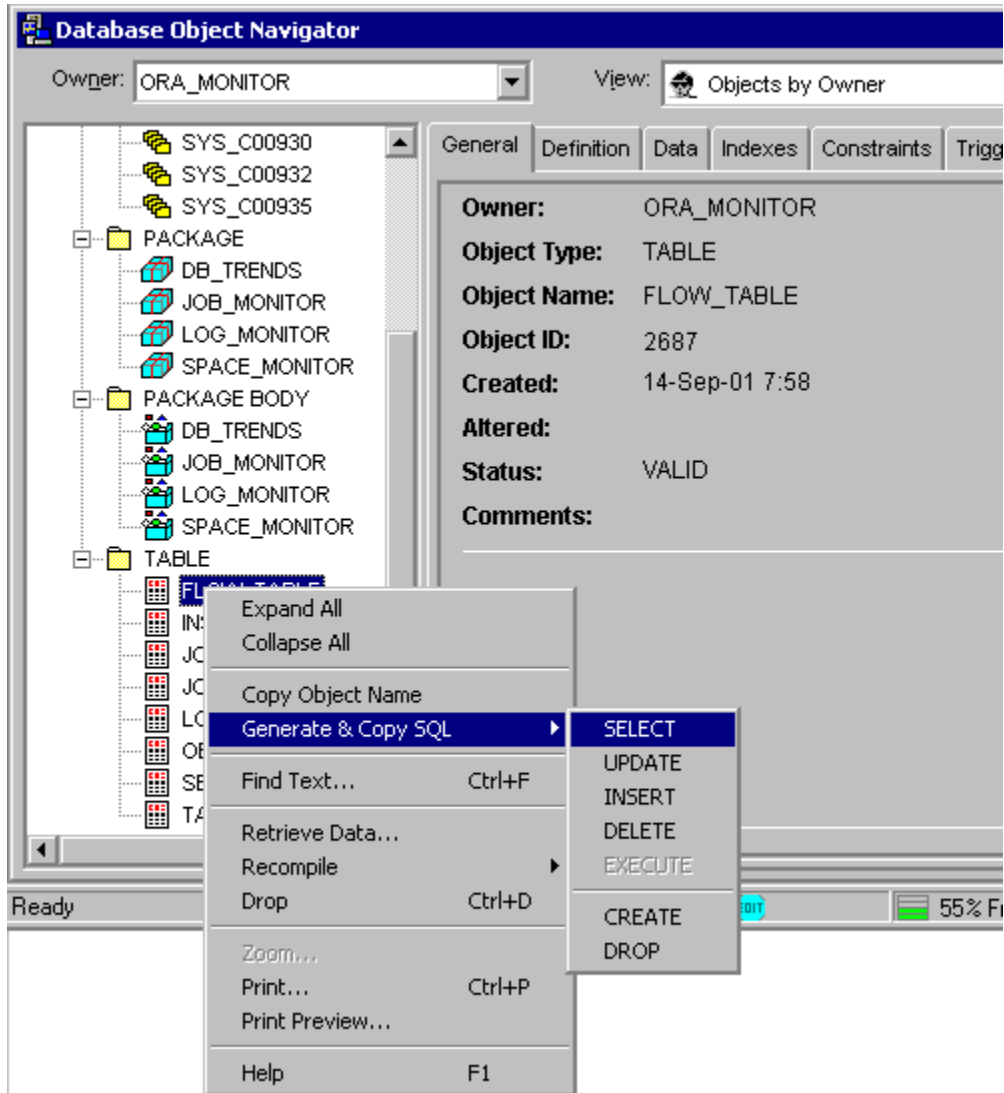 Database Object Navigator
Owner: ORA_MONITOR View: Objects by Owner
SYS_C00930
SYS_C00932
SYS_C00935
PACKAGE
DB_TRENDS
JOB_MONITOR
LOG_MONITOR
SPACE_MONITOR
PACKAGE BODY
DB_TRENDS
JOB_MONITOR
LOG_MONITOR
SPACE_MONITOR
TABLE
FLOW_TABLE
General Definition Data Indexes Constraints Trigg
Owner: ORA_MONITOR
Object Type: TABLE
Object Name: FLOW_TABLE
Object ID: 2687
Created: 14-Sep-01 7:58
Altered:
Status: VALID
Comments:
Expand All
Collapse All
Copy Object Name
Generate & Copy SQL
Find Text... Ctrl+F
Retrieve Data...
Recompile
Drop Ctrl+D
Zoom...
Print... Ctrl+P
Print Preview...
Help F1
SELECT
UPDATE
INSERT
DELETE
EXECUTE
CREATE
DROP
Ready EDIT 55% Fr